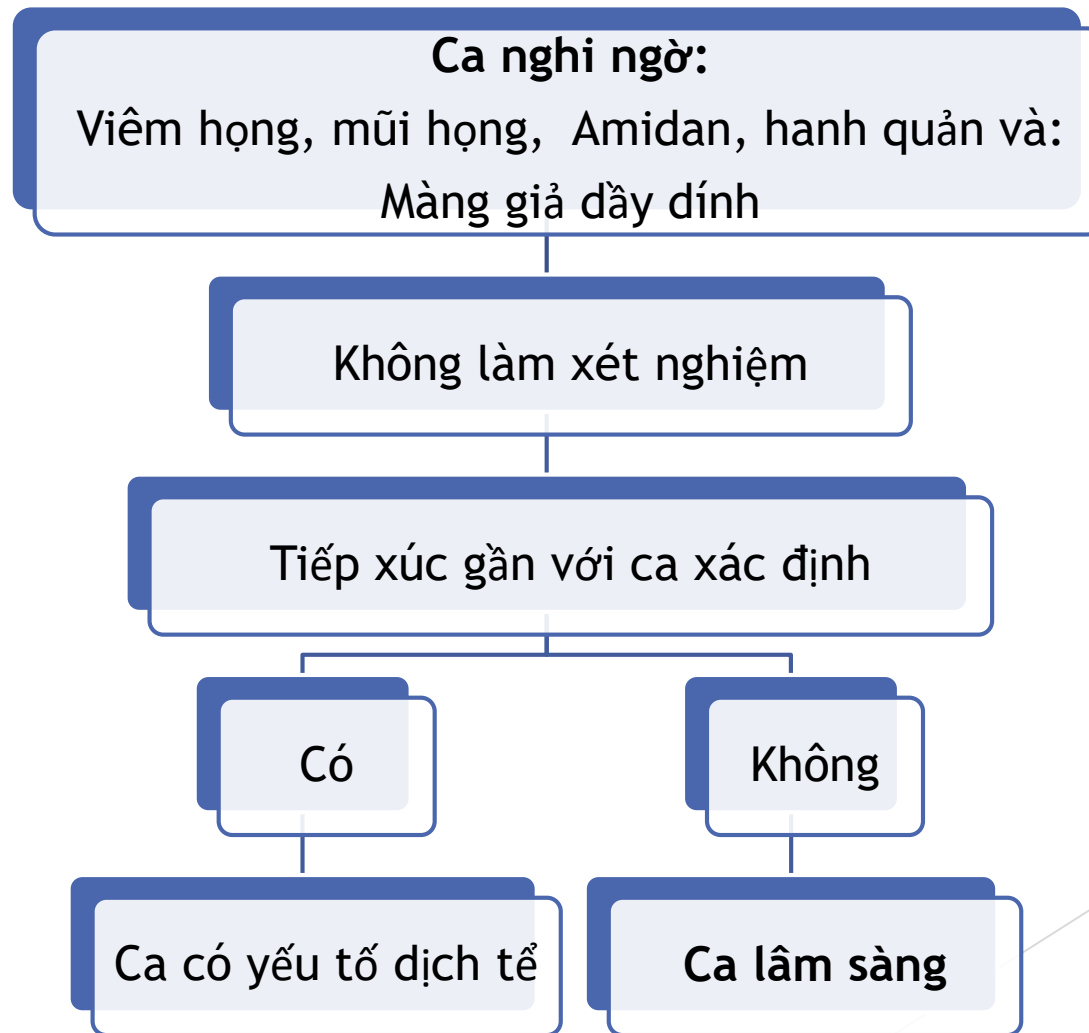 Ca nghi ngờ:
Viêm họng, mũi họng, Amidan, hanh quản và:
Màng giả dầy dính
Không làm xét nghiệm
Tiếp xúc gần với ca xác định
Có
Không
Ca có yếu tố dịch tể
Ca lâm sàng